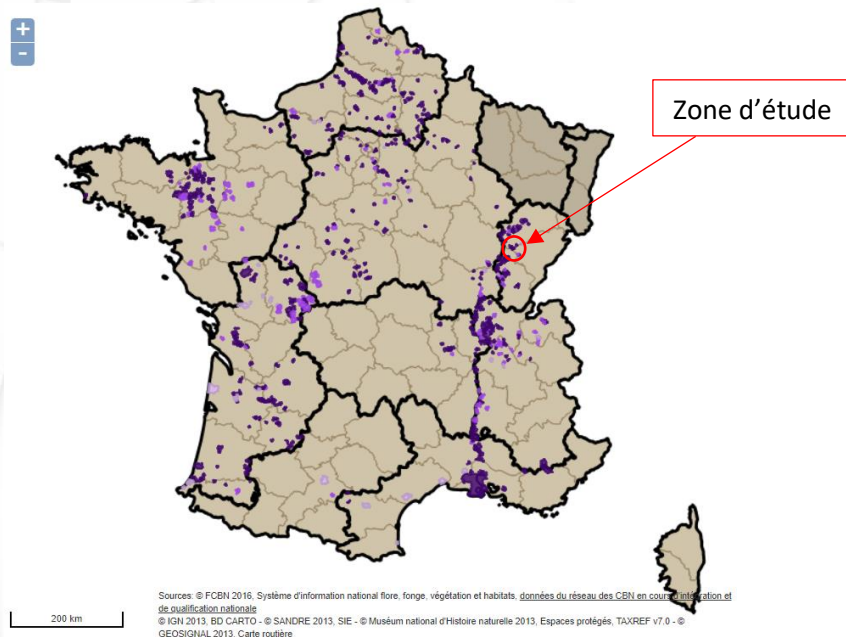 +
-
Zone d’étude
200 km
Sources: © FCBN 2016, Système d'information national flore, fonge, végétation et habitats, données du réseau des CBN en cours d'intégration et
de qualification nationale
© IGN 2013, BD CARTO - © SANDRE 2013, SIE - © Muséum national d'Histoire naturelle 2013, Espaces protégés, TAXREF v7.0 - ©
GEOSIGNAL 2013, Carte routière